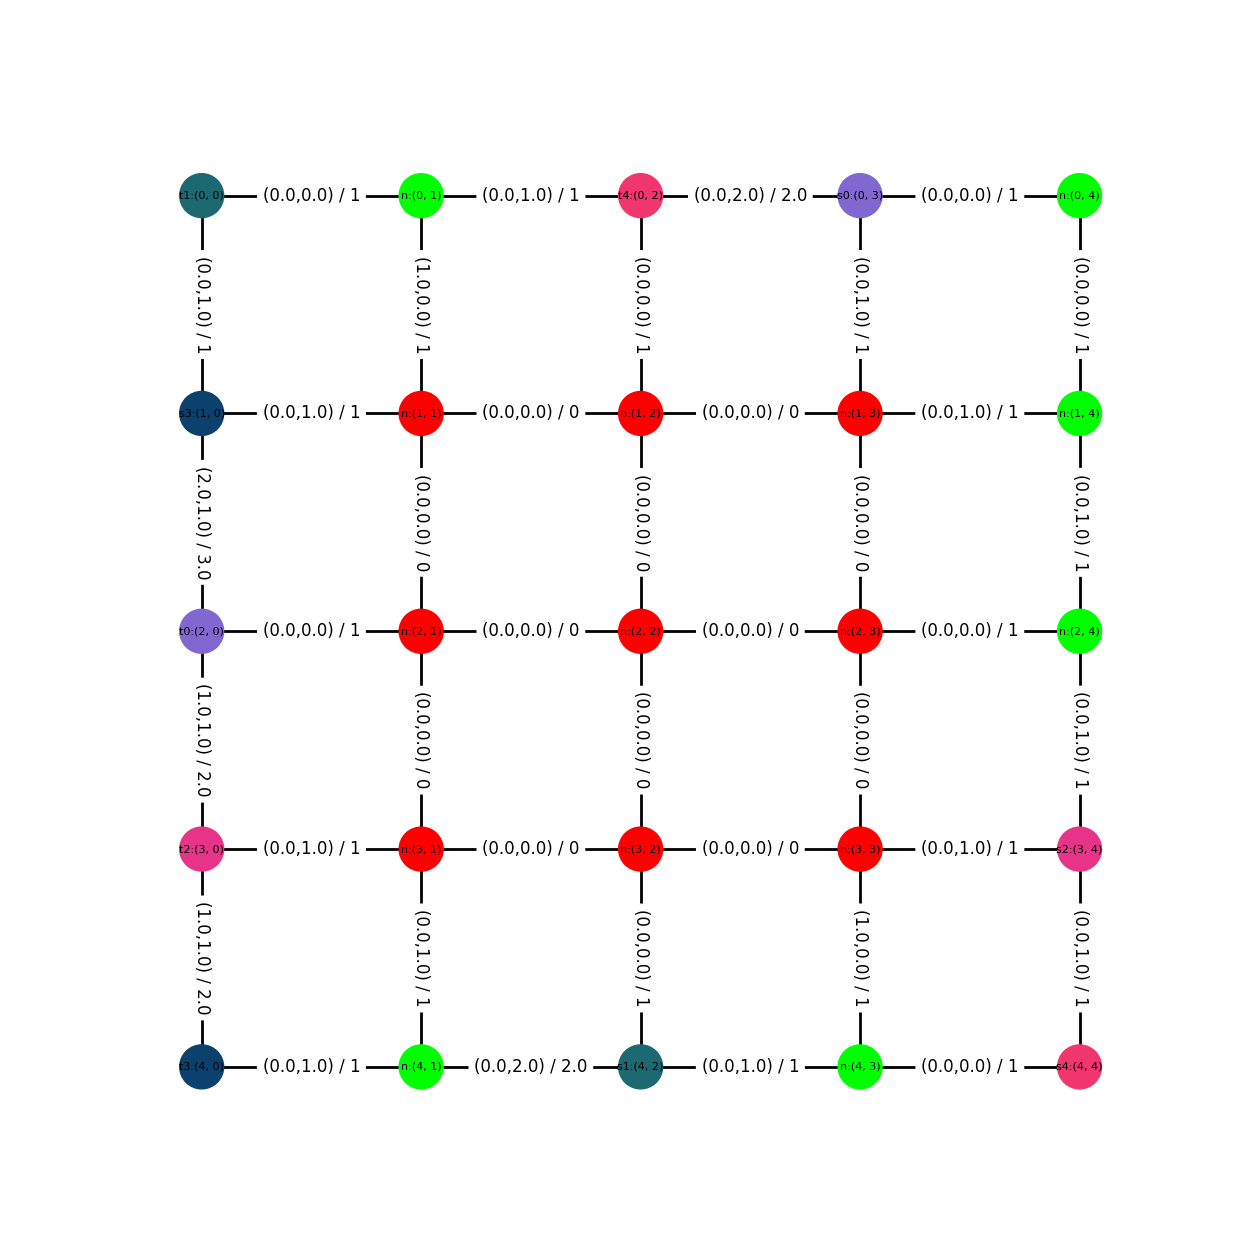 t1:(0, 0) (0.0,0.0) / 1 n:(0, 1) (0.0,1.0) / 1 t4:(0, 2) (0.0,2.0) / 2.0 s0:(0, 3) (0.0,0.0) / 1 n:(0, 4)
(0.0,1.0) / 1 (1.0,0.0) / 1 (0.0,0.0) / 1 (0.0,1.0) / 1 (0.0,0.0) / 1
s3:(1, 0) (0.0,1.0) / 1 n:(1, 1) (0.0,0.0) / 0 n:(1, 2) (0.0,0.0) / 0 n:(1, 3) (0.0,1.0) / 1 n:(1, 4)
(2.0,1.0) / 3.0 (0.0,0.0) / 0 (0.0,0.0) / 0 (0.0,0.0) / 0 (0.0,1.0) / 1
t0:(2, 0) (0.0,0.0) / 1 n:(2, 1) (0.0,0.0) / 0 n:(2, 2) (0.0,0.0) / 0 n:(2, 3) (0.0,0.0) / 1 n:(2, 4)
(1.0,1.0) / 2.0 (0.0,0.0) / 0 (0.0,0.0) / 0 (0.0,0.0) / 0 (0.0,1.0) / 1
t2:(3, 0) (0.0,1.0) / 1 n:(3, 1) (0.0,0.0) / 0 n:(3, 2) (0.0,0.0) / 0 n:(3, 3) (0.0,1.0) / 1 s2:(3, 4)
(1.0,1.0) / 2.0 (0.0,1.0) / 1 (0.0,0.0) / 1 (1.0,0.0) / 1 (0.0,1.0) / 1
t3:(4, 0) (0.0,1.0) / 1 n:(4, 1) (0.0,2.0) / 2.0 s1:(4, 2) (0.0,1.0) / 1 n:(4, 3) (0.0,0.0) / 1 s4:(4, 4)